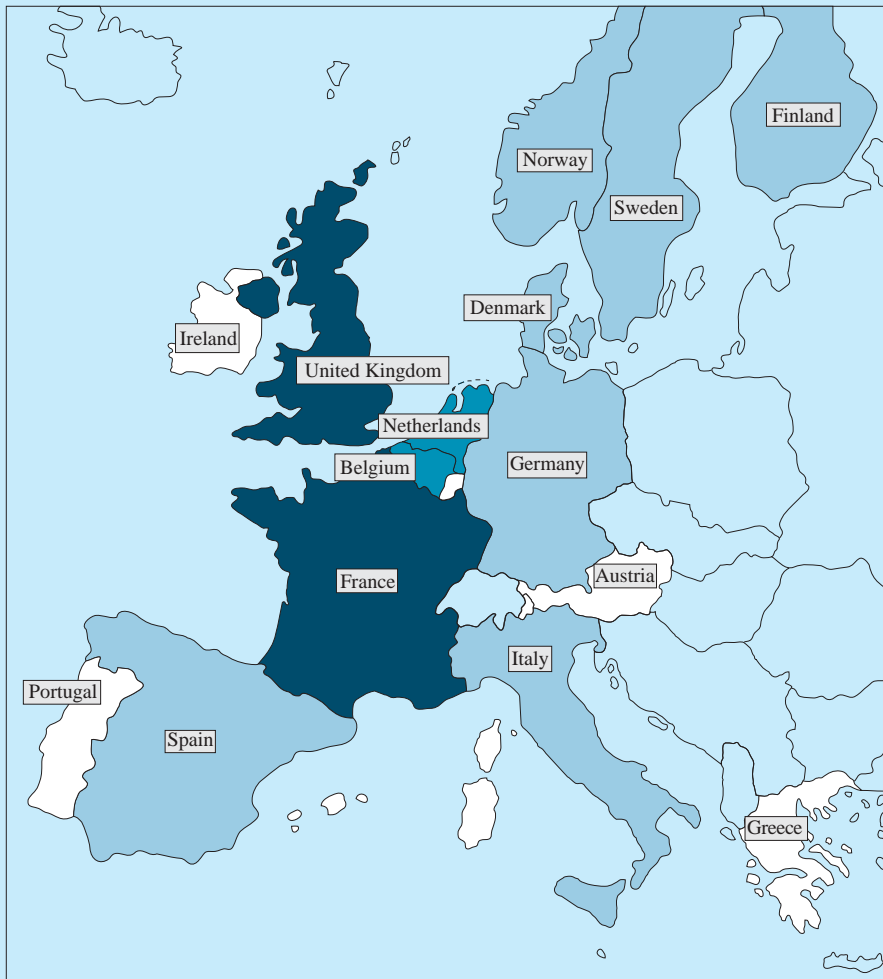 Finland
Norway
Sweden
Denmark
Ireland
United Kingdom
Netherlands
Belgium
Germany
France
Austria
Italy
Portugal
Spain
Greece